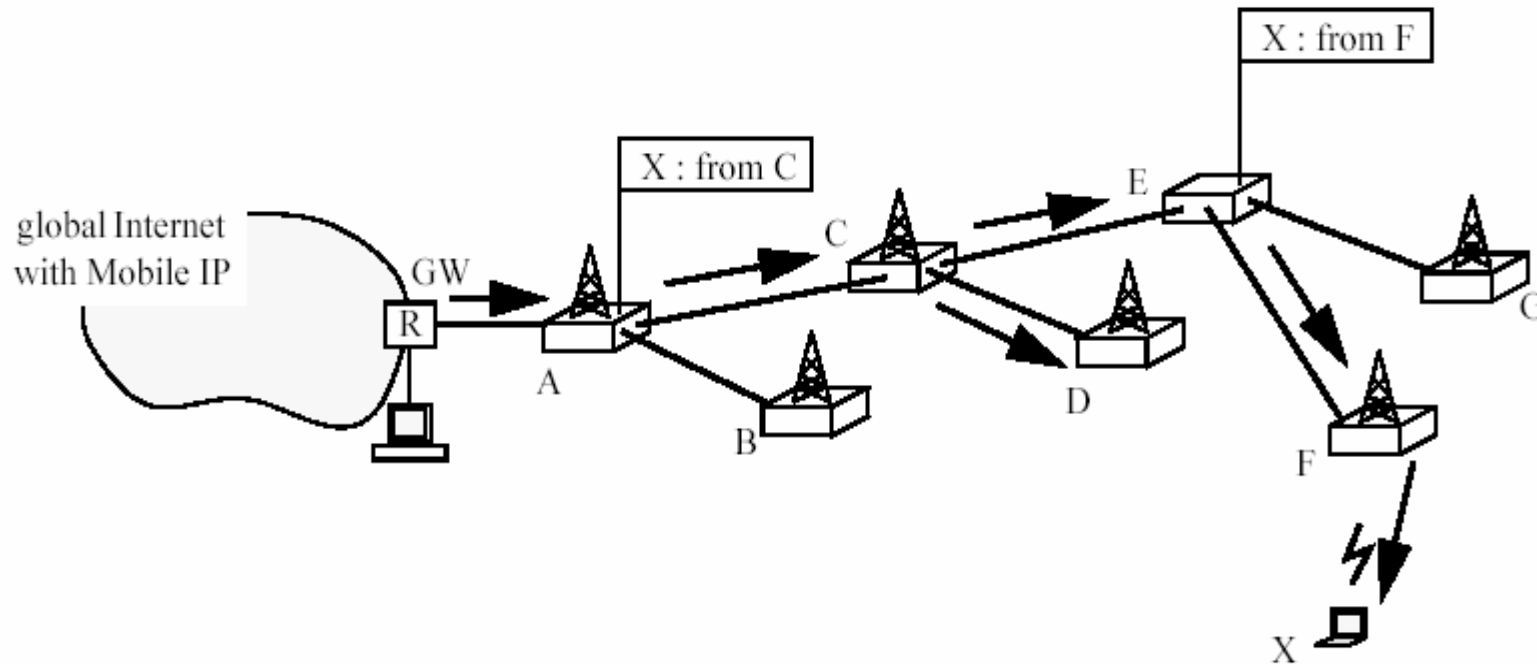 X : from F
X : from C
E
global Internet
with Mobile IP
C
GW
R
G
A
D
B
F
X